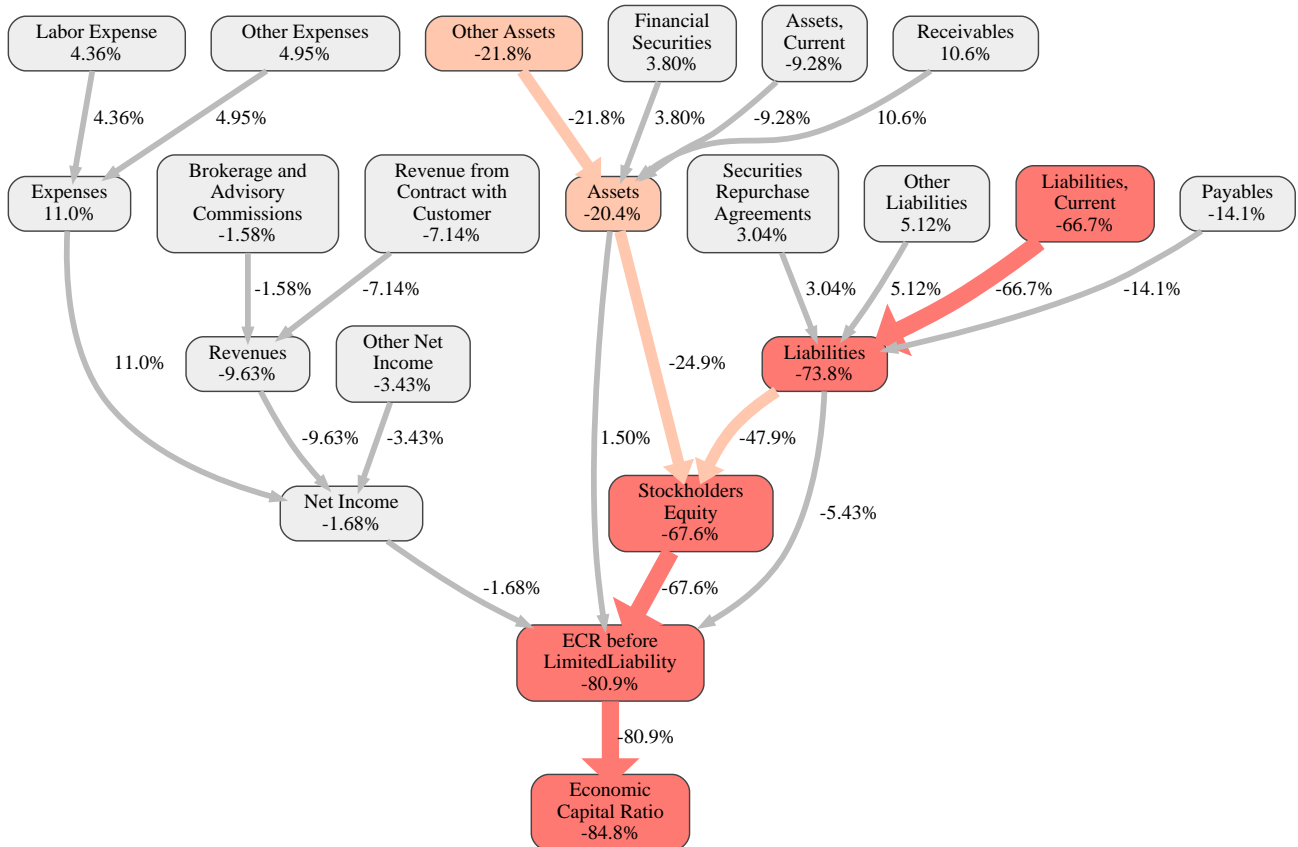 Labor Expense
4.36%
Other Expenses
4.95%
Other Assets
-21.8%
Financial
Securities
3.80%
Assets,
Current
-9.28%
Receivables
10.6%
4.36%
4.95%
-21.8%
3.80%
-9.28%
10.6%
Expenses
11.0%
Brokerage and
Advisory
Commissions
-1.58%
Revenue from
Contract with
Customer
-7.14%
Assets
-20.4%
Securities
Repurchase
Agreements
3.04%
Other
Liabilities
5.12%
Liabilities,
Current
-66.7%
Payables
-14.1%
-1.58%
-7.14%
3.04%
5.12%
-66.7%
-14.1%
11.0%
Revenues
-9.63%
Other Net
Income
-3.43%
-24.9%
Liabilities
-73.8%
-9.63%
-3.43%
1.50%
-47.9%
Net Income
-1.68%
Stockholders
Equity
-67.6%
-5.43%
-1.68%
-67.6%
ECR before
LimitedLiability
-80.9%
-80.9%
Economic
Capital Ratio
-84.8%